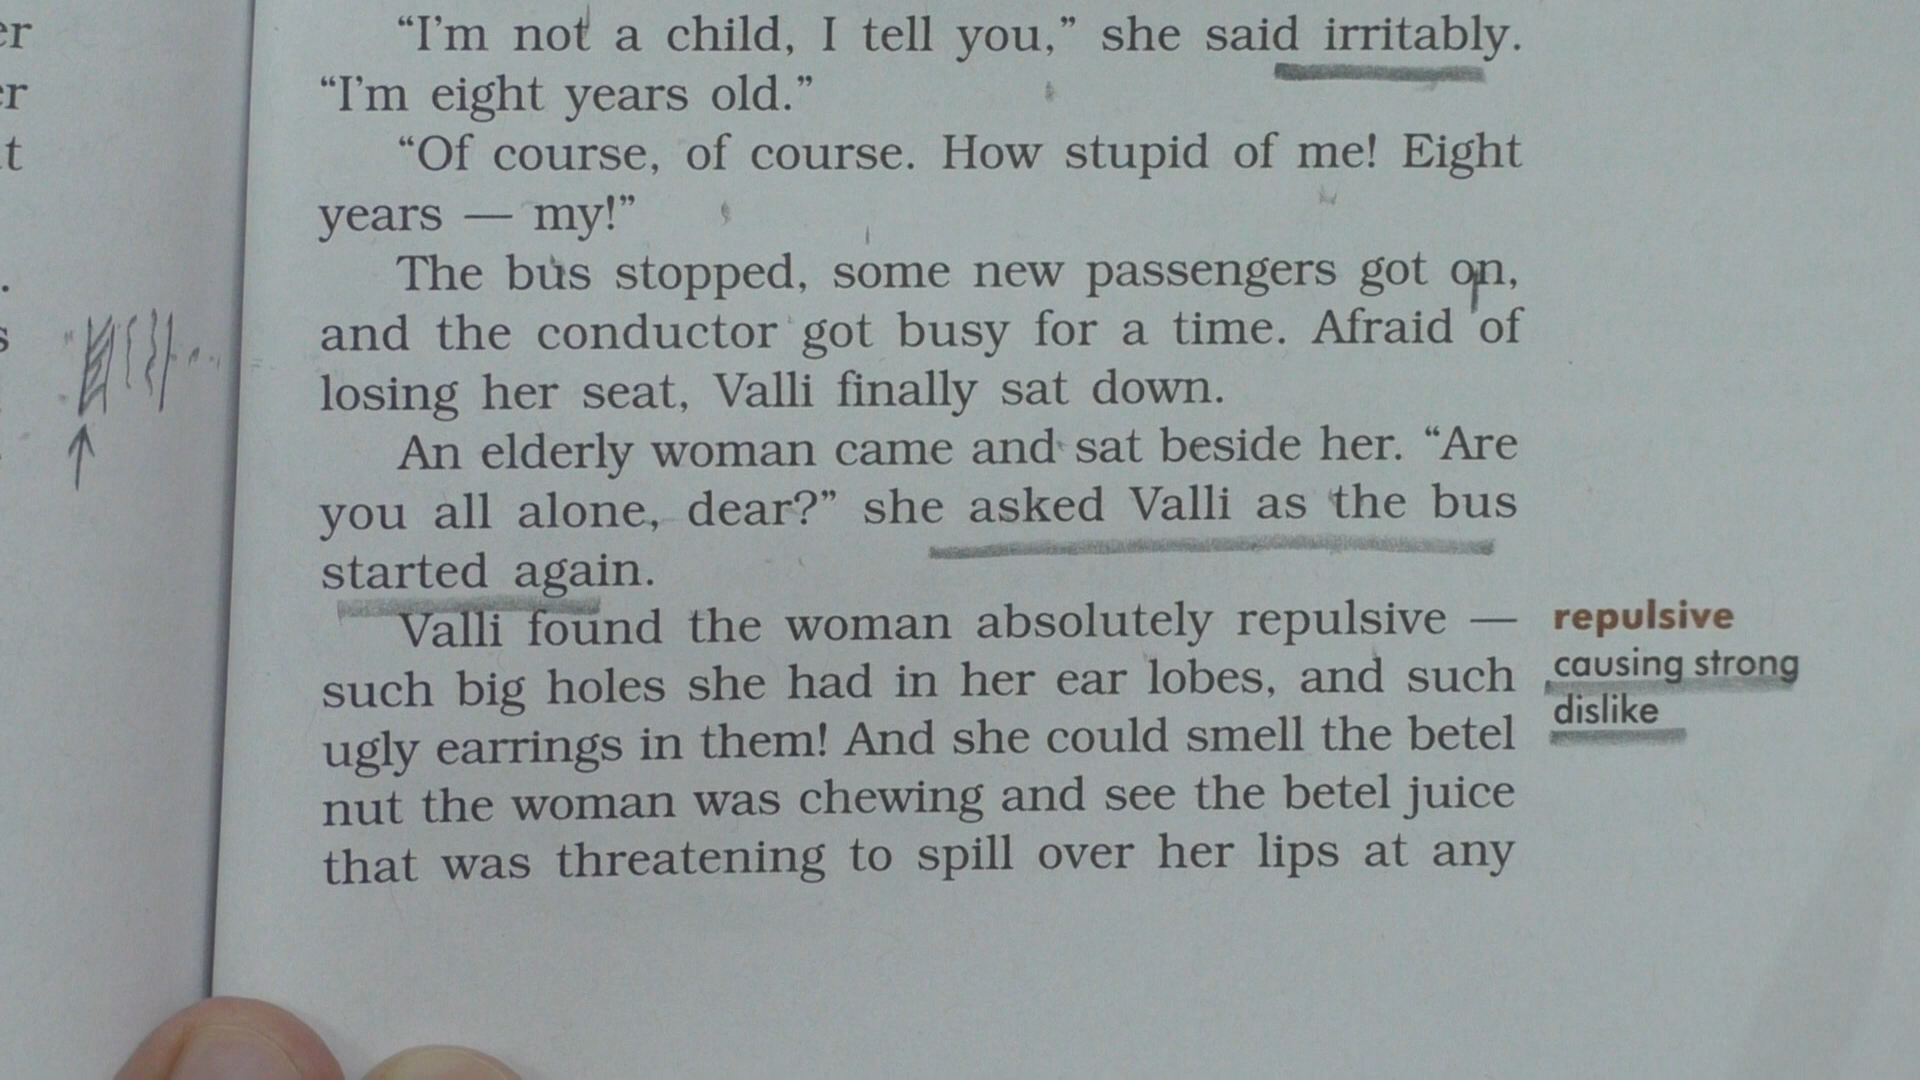 “I'm not a child, I tell you,” she said irritably.
“I'm eight years old.”
“Of course, of course. How stupid of me! Eight
years — my!”
The bus stopped, some new passengers got on,
and the conductor got busy for a time. Afraid of
losing her seat, Valli finally sat down.
An elderly woman came and sat beside her. “Are
you all alone, dear?” she asked Valli as the bus
started again.
Valli found the woman absolutely repulsive —
such big holes she had in her ear lobes, and such
ugly earrings in them! And she could smell the betel
nut the woman was chewing and see the betel juice
that was threatening to spill over her lips at any
repulsive
causing strong
dislike